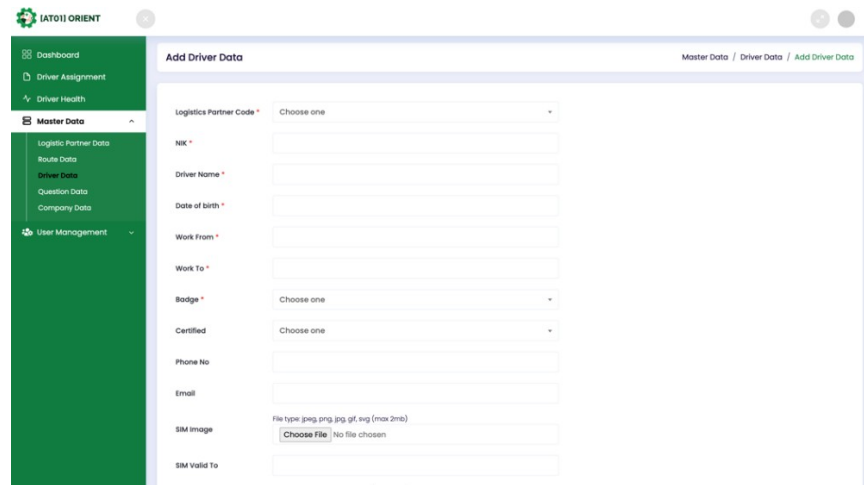 [AT01] ORIENT
Dashboard
Driver Assignment
Driver Health
Master Data
Logistic Partner Data
Route Data
Driver Data
Question Data
Company Data
User Management
Add Driver Data
Master Data / Driver Data / Add Driver Data
Logistics Partner Code * Choose one
NIK *
Driver Name *
Date of birth *
Work From *
Work To *
Badge * Choose one
Certified Choose one
Phone No
Email
File type: jpeg, png, jpg, gif, svg (max 2mb)
SIM Image Choose File No file chosen
SIM Valid To